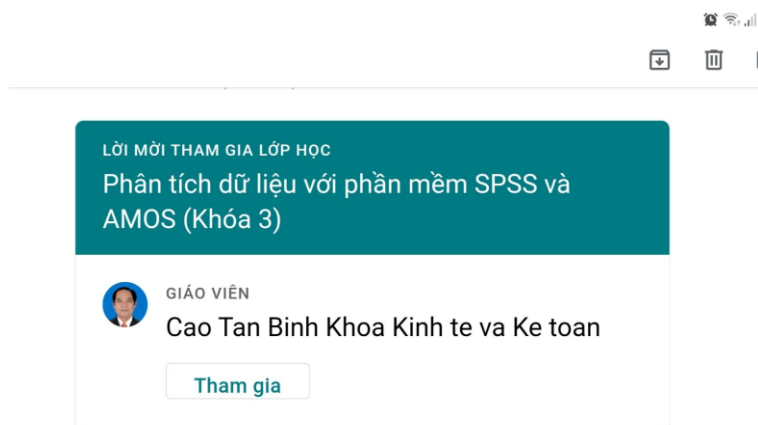 LỜI MỜI THAM GIA LỚP HỌC
Phân tích dữ liệu với phần mềm SPSS và
AMOS (Khóa 3)
GIÁO VIÊN
Cao Tan Binh Khoa Kinh te va Ke toan
Tham gia